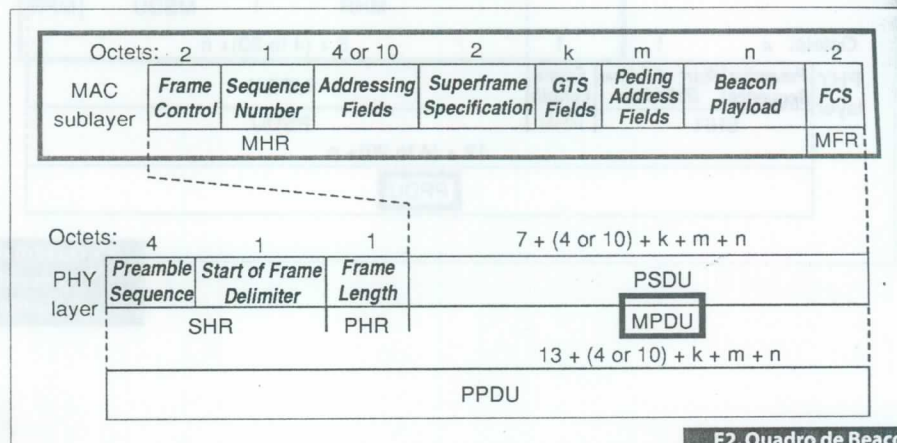 Octets: 2 1 4 or 10 2 k m n 2
MAC sublayer
Frame Control
Sequence Number
Addressing Fields
Superframe Specification
GTS Fields
Peding Address Fields
Beacon Playload
FCS
MHR MFR
Octets:
4 1 1 7 + (4 or 10) + k + m + n
PHY layer
Preamble Sequence
Start of Frame Delimiter
Frame Length
PSDU
SHR PHR MPDU
13 + (4 or 10) + k + m + n
PPDU
F2. Quadro de Beaco